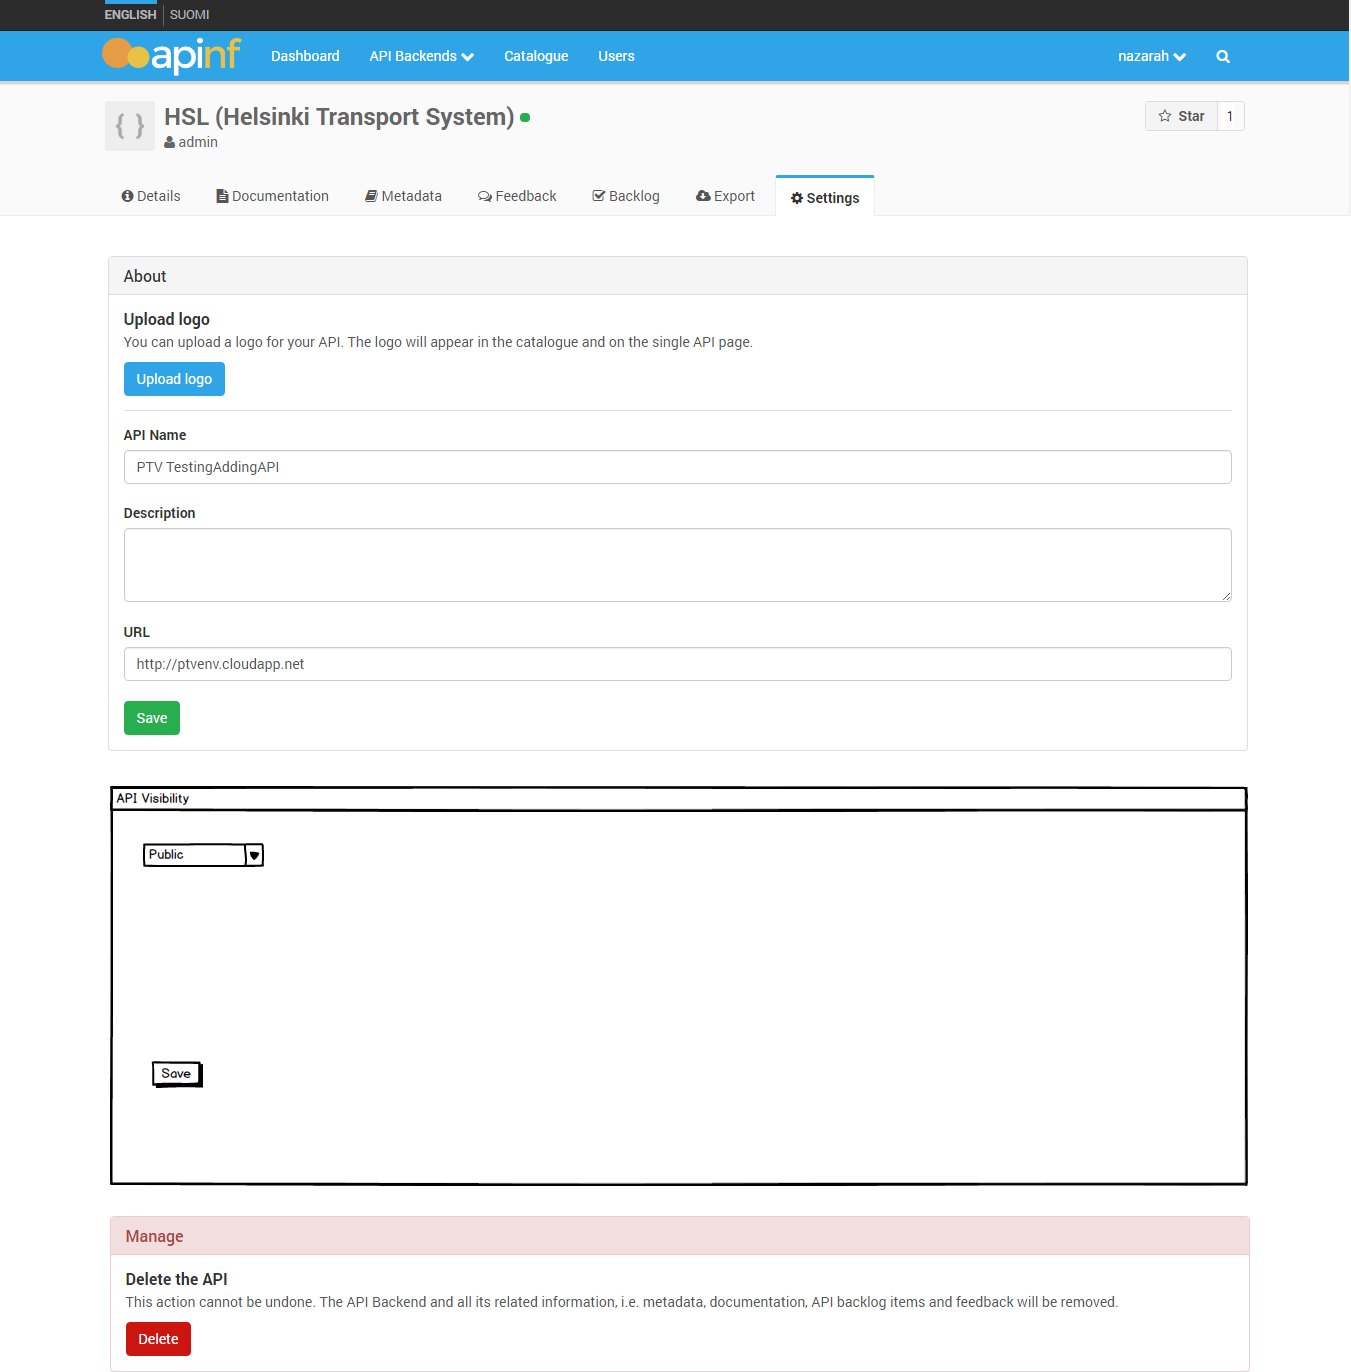 ENGLISH SUOMI
apinf Dashboard API Backends Catalogue Users nazarah
{ } HSL (Helsinki Transport System) Star 1
admin
Details Documentation Metadata Feedback Backlog Export Settings
About
Upload logo
You can upload a logo for your API. The logo will appear in the catalogue and on the single API page.
Upload logo
API Name
PTV TestingAddingAPI
Description
URL
http://ptvenv.cloudapp.net
Save
API Visibility
Public
Save
Manage
Delete the API
This action cannot be undone. The API Backend and all its related information, i.e. metadata, documentation, API backlog items and feedback will be removed.
Delete